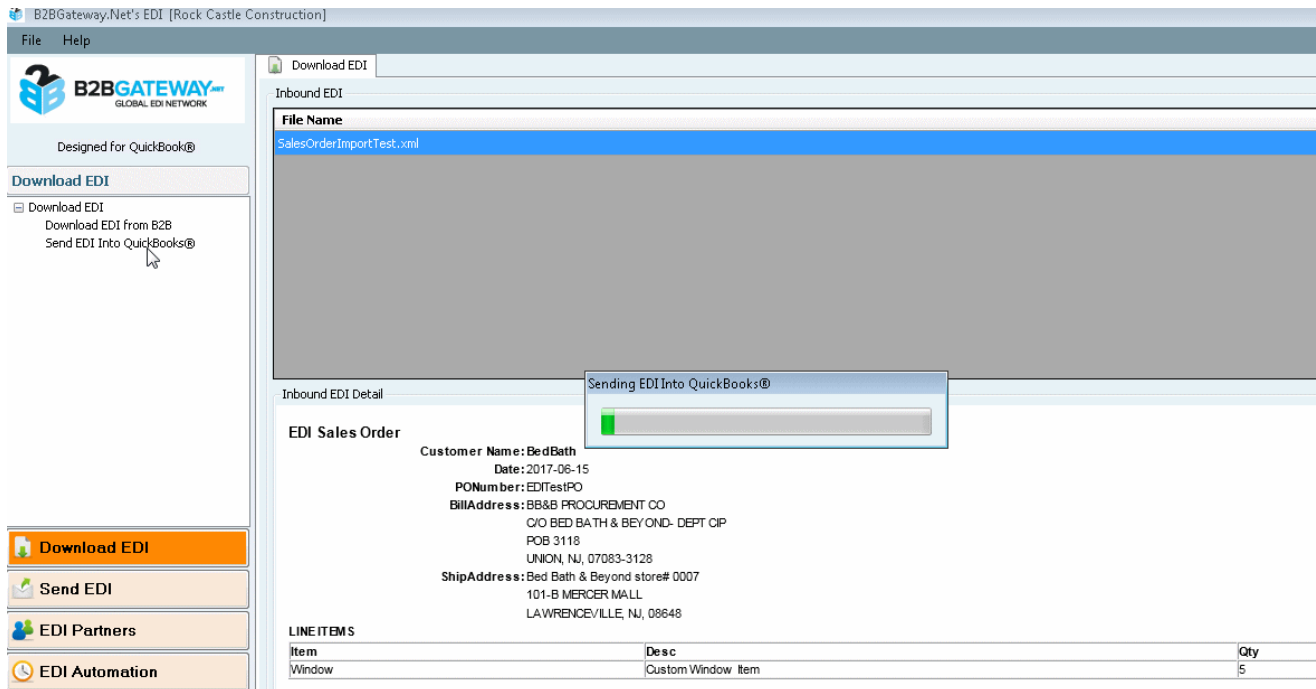 B2BGateway.Net's EDI [Rock Castle Construction]
File Help
B2BGATEWAY.NET
GLOBAL EDI NETWORK
Designed for QuickBook®
Download EDI
Download EDI
Download EDI from B2B
Send EDI Into QuickBooks®
Download EDI
Send EDI
EDI Partners
EDI Automation
Download EDI
Inbound EDI
File Name
SalesOrderImportTest.xml
Sending EDI Into QuickBooks®
Inbound EDI Detail
EDI Sales Order
Customer Name: BedBath
Date: 2017-06-15
PONumber: EDITestPO
BillAddress: BB&B PROCUREMENT CO
C/O BED BATH & BEYOND- DEPT CIP
POB 3118
UNION, NJ, 07083-3128
ShipAddress: Bed Bath & Beyond store# 0007
101-B MERCER MALL
LAWRENCEVILLE, NJ, 08648
LINEITEMS
Item Desc Qty
Window Custom Window Item 5